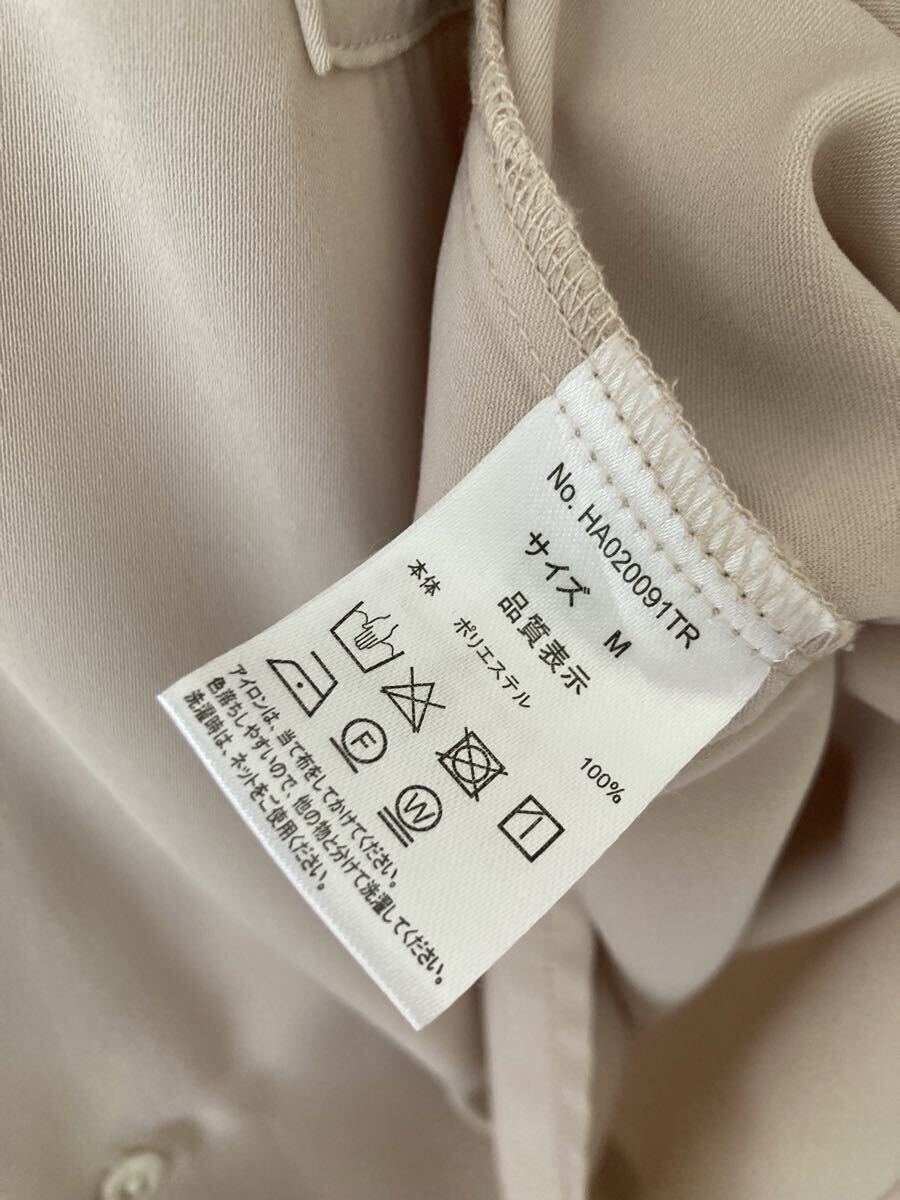 No. HA020091TR
サイズ M
品質表示
本体 ポリエステル 100%
F
W
アイロンは、当て布をしてかけてください。
色落ちしやすいので、他の物と分けて洗濯してください。
洗濯時は、ネットをご使用ください。